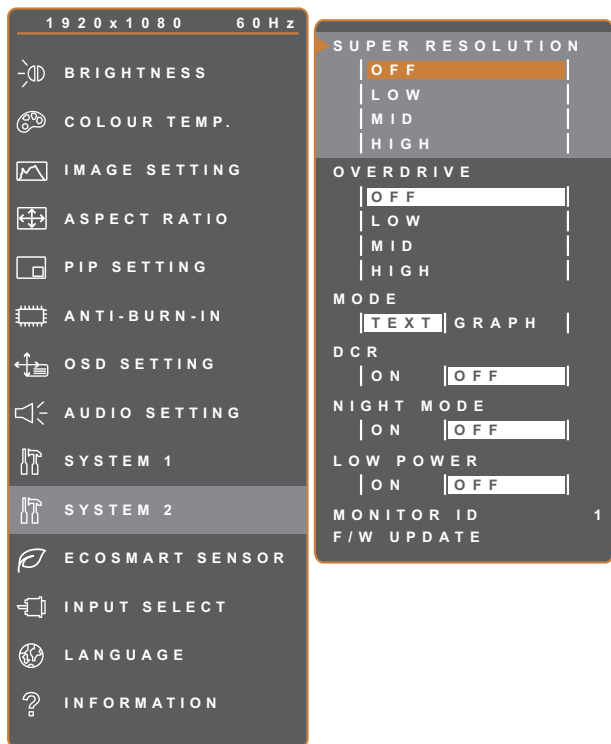 1920x1080 60Hz
BRIGHTNESS
COLOUR TEMP.
IMAGE SETTING
ASPECT RATIO
PIP SETTING
ANTI-BURN-IN
OSD SETTING
AUDIO SETTING
SYSTEM 1
SYSTEM 2
ECOSMART SENSOR
INPUT SELECT
LANGUAGE
INFORMATION
SUPER RESOLUTION
OFF
LOW
MID
HIGH
OVERDRIVE
OFF
LOW
MID
HIGH
MODE
TEXT GRAPH
DCR
ON OFF
NIGHT MODE
ON OFF
LOW POWER
ON OFF
MONITOR ID 1
F/W UPDATE